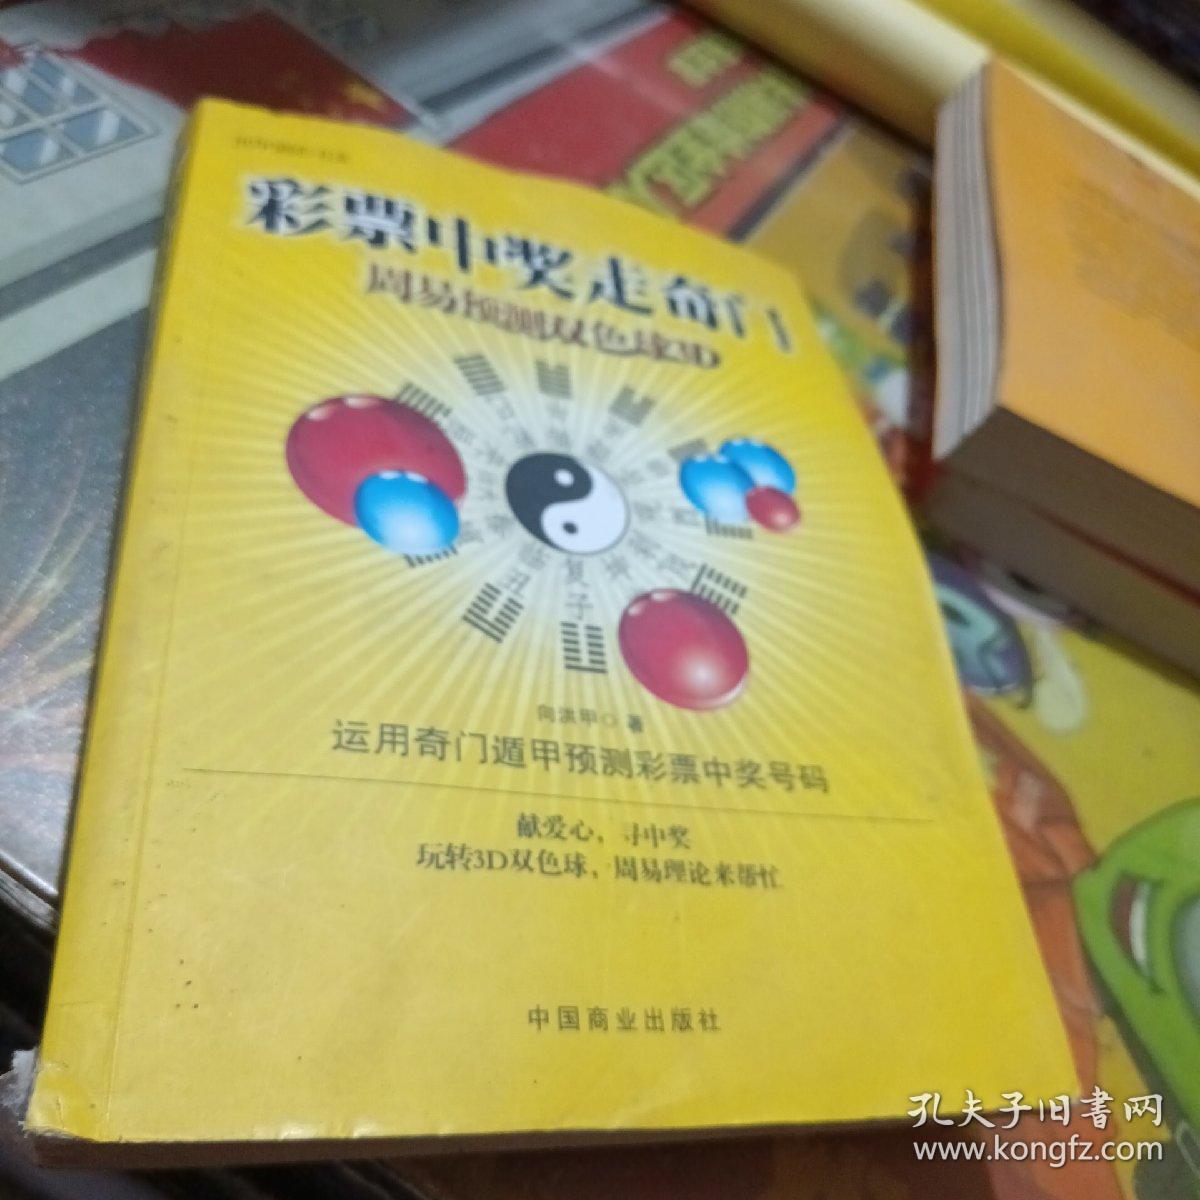 彩票中奖走奇门
周易预测双色球3D
复
子
丑
向洪甲◎著
运用奇门遁甲预测彩票中奖号码
献爱心，寻中奖
玩转3D双色球，周易理论来帮忙
中国商业出版社
孔夫子旧书网
www.kongfz.com